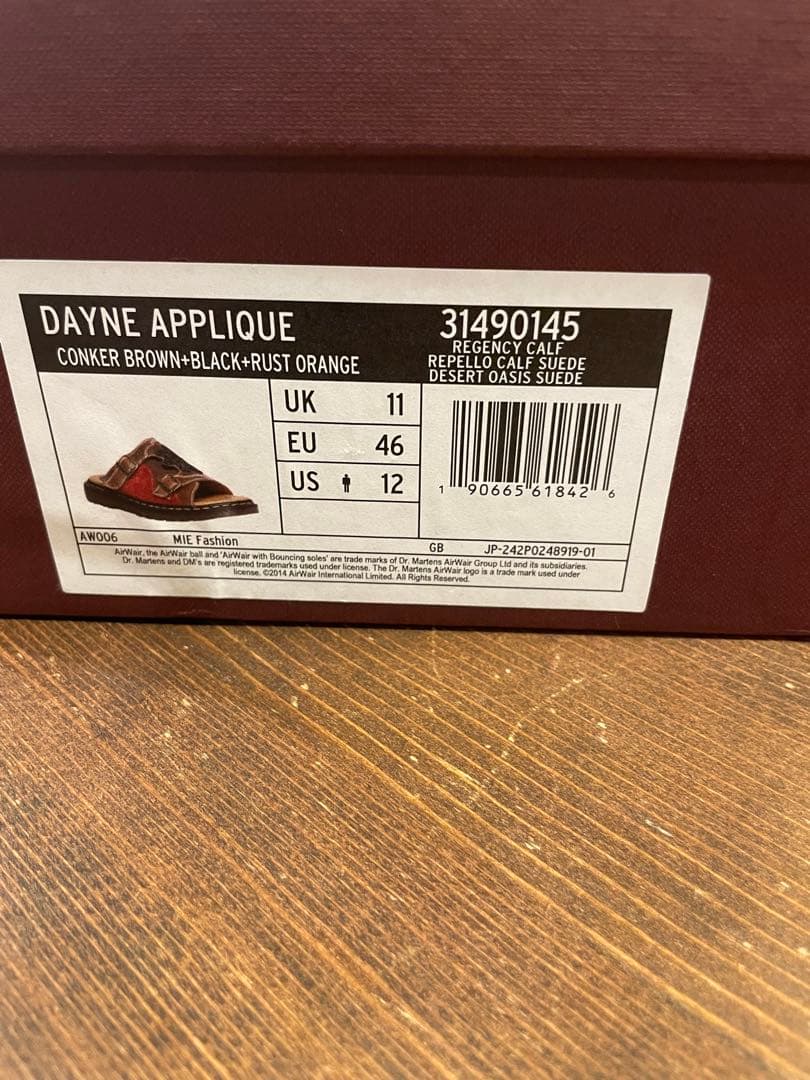 DAYNE APPLIQUE
CONKER BROWN+BLACK+RUST ORANGE
31490145
REGENCY CALF
REPELLO CALF SUEDE
DESERT OASIS SUEDE
UK 11
EU 46
US 12
1 90665 61842 6
AW006 MIE Fashion GB JP-242P0248919-01
AirWair, the AirWair ball and 'AirWair with Bouncing soles' are trade marks of Dr. Martens AirWair Group Ltd and its subsidiaries.
Dr. Martens and DM's are registered trademarks used under license. The Dr. Martens AirWair logo is a trade mark used under
license. ©2014 AirWair International Limited. All Rights Reserved.